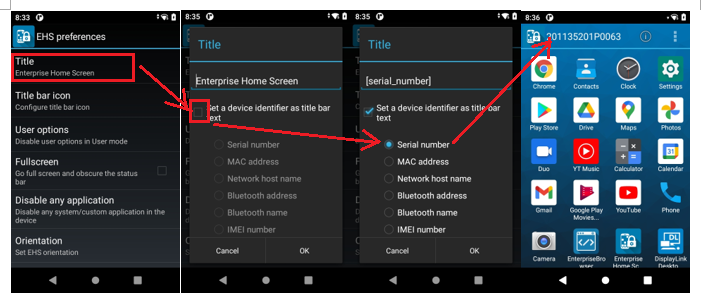 8:33
EHS preferences
Title
Enterprise Home Screen
Title bar icon
Configure title bar icon
User options
Disable user options in User mode
Fullscreen
Go full screen and obscure the status
bar
Disable any application
Disable any system/custom application in the
device
Orientation
Set EHS orientation
8:35
Title
Enterprise Home Screen
Set a device identifier as title bar
text
Serial number
MAC address
Network host name
Bluetooth address
Bluetooth name
IMEI number
Cancel
OK
8:35
Title
[serial_number]
Set a device identifier as title bar
text
Serial number
MAC address
Network host name
Bluetooth address
Bluetooth name
IMEI number
Cancel
OK
8:36
201135201P0063
Chrome
Contacts
Clock
Settings
Play Store
Drive
Maps
Photos
Duo
YT Music
Calculator
Calendar
31
Gmail
Google Play
Movies...
YouTube
Phone
Camera
EnterpriseBro
wser
Enterprise
Home Sc...
DL
DisplayLink
Deskto...